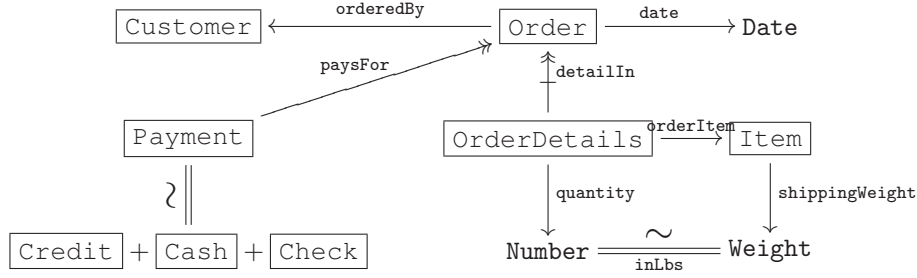 orderedBy date
Customer Order Date
paysFor detailIn
Payment OrderDetails orderItem Item
~ quantity shippingWeight
Credit + Cash + Check Number ~ Weight
inLbs